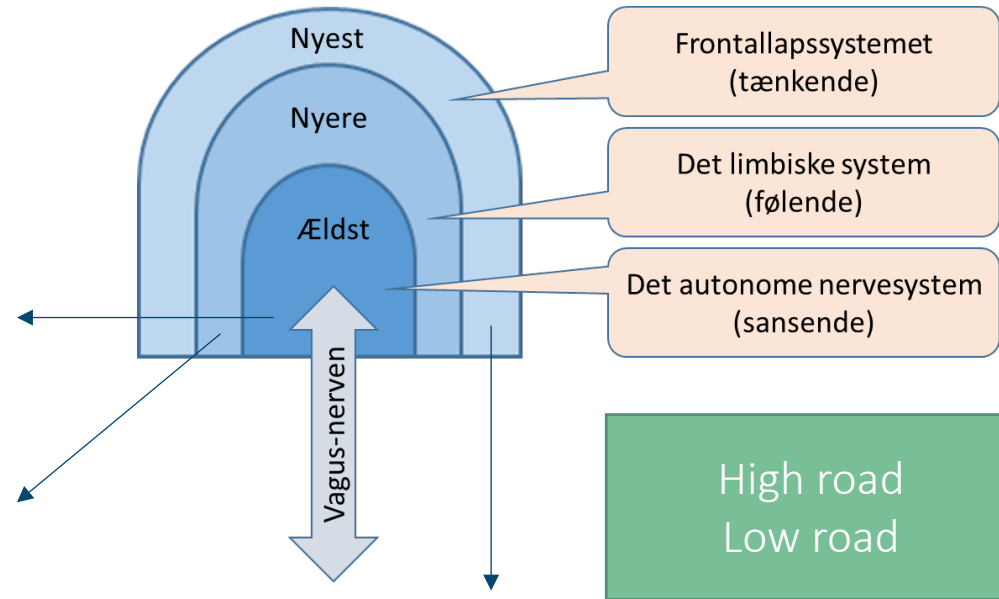 Nyest
Nyere
Ældst
Vagus-nerven
Frontallapssystemet
(tænkende)
Det limbiske system
(følende)
Det autonome nervesystem
(sansende)
High road
Low road